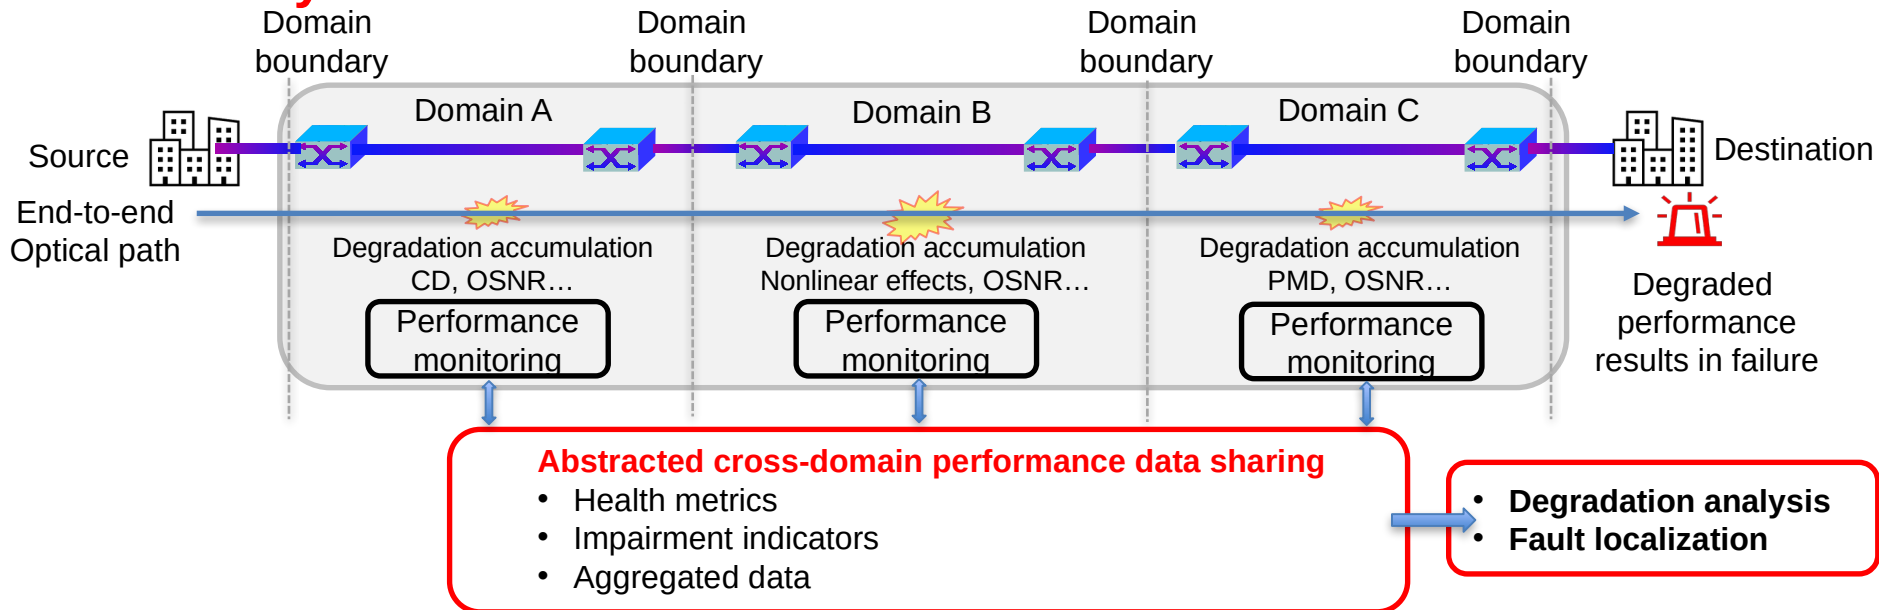 Domain
boundary
Domain
boundary
Domain
boundary
Domain
boundary
Domain A
Domain B
Domain C
Source
Destination
End-to-end
Optical path
Degradation accumulation
CD, OSNR…
Degradation accumulation
Nonlinear effects, OSNR…
Degradation accumulation
PMD, OSNR…
Performance
monitoring
Performance
monitoring
Performance
monitoring
Degraded
performance
results in failure
Abstracted cross-domain performance data sharing
• Health metrics
• Impairment indicators
• Aggregated data
• Degradation analysis
• Fault localization